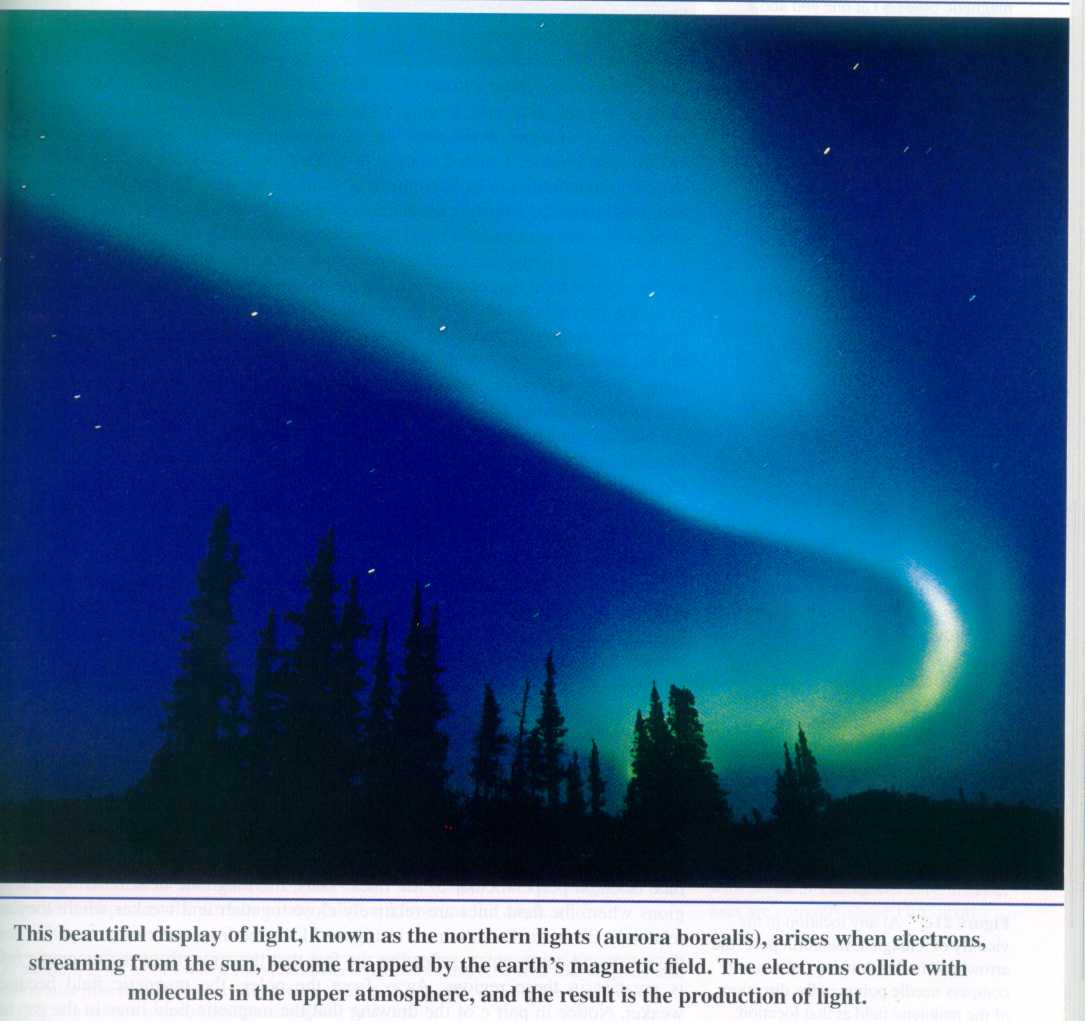 This beautiful display of light, known as the northern lights (aurora borealis), arises when electrons,
streaming from the sun, become trapped by the earth's magnetic field. The electrons collide with
molecules in the upper atmosphere, and the result is the production of light.